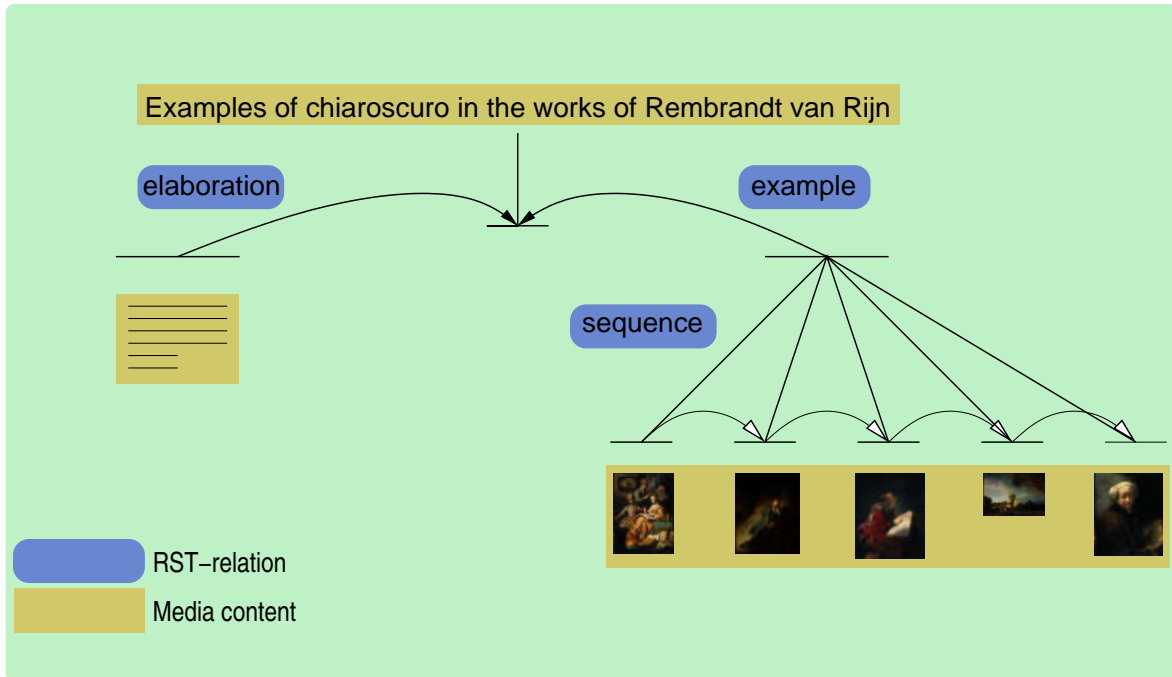 Examples of chiaroscuro in the works of Rembrandt van Rijn
elaboration
example
sequence
RST−relation
Media content